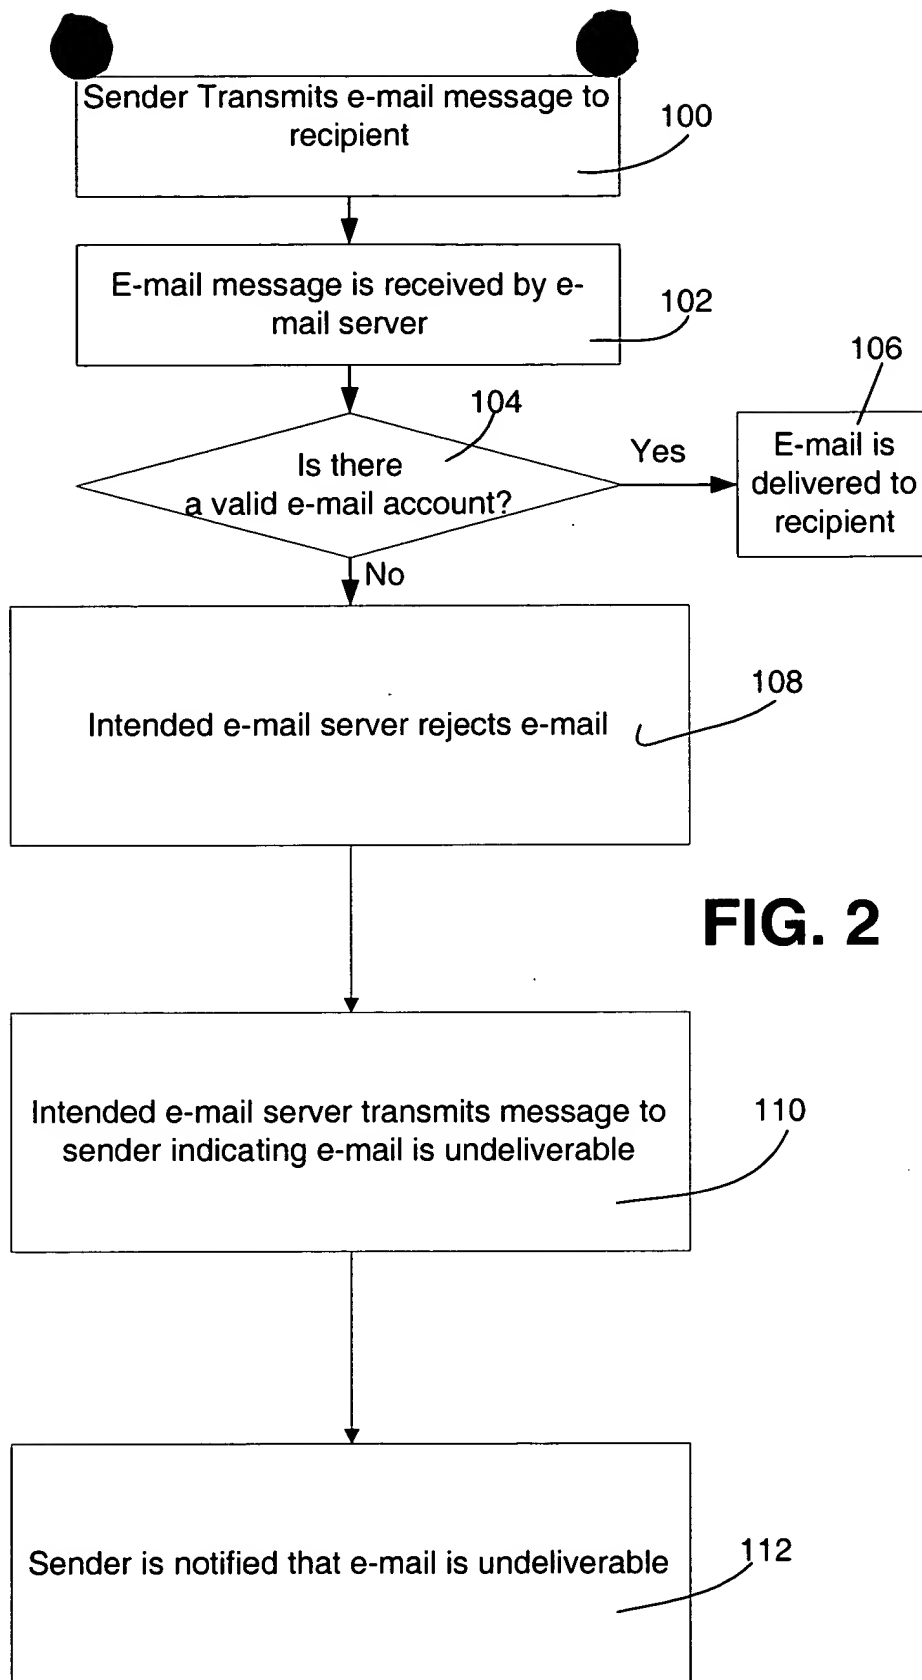 Sender Transmits e-mail message to
recipient
100
E-mail message is received by e-
mail server
102
106
104
Is there
a valid e-mail account?
Yes
E-mail is
delivered to
recipient
No
108
Intended e-mail server rejects e-mail
FIG. 2
Intended e-mail server transmits message to
sender indicating e-mail is undeliverable
110
Sender is notified that e-mail is undeliverable
112